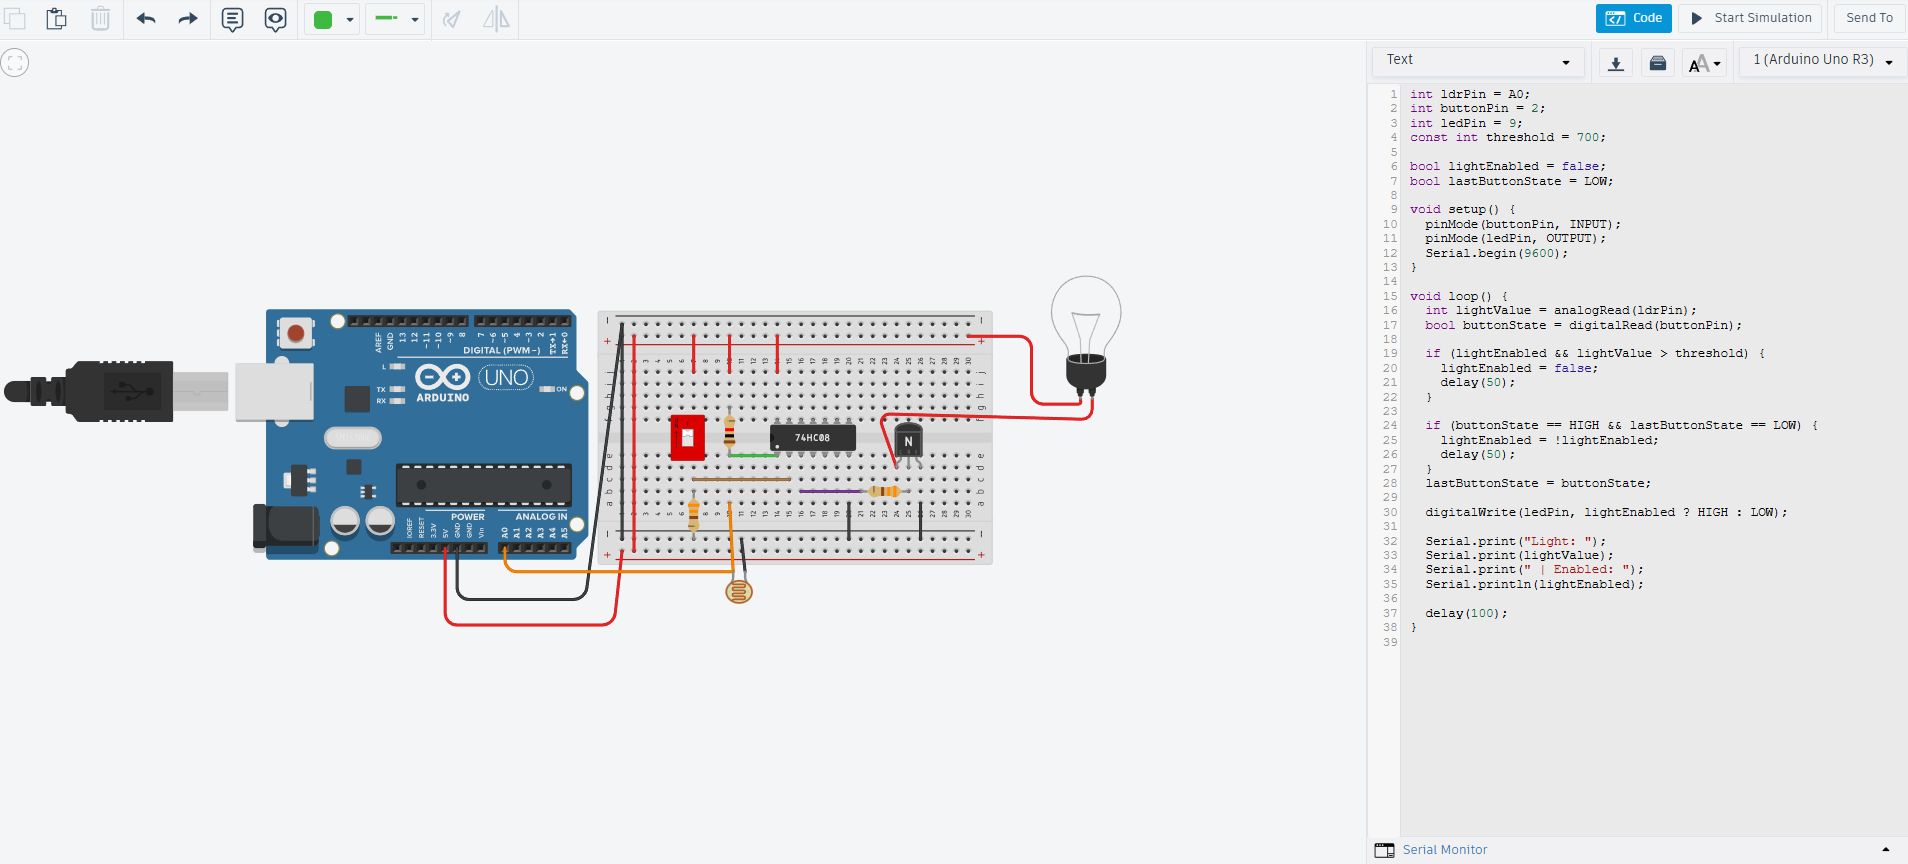 Code
Start Simulation
Send To
Text
1 (Arduino Uno R3)
1 int ldrPin = A0;
2 int buttonPin = 2;
3 int ledPin = 9;
4 const int threshold = 700;
5
6 bool lightEnabled = false;
7 bool lastButtonState = LOW;
8
9 void setup() {
10 pinMode(buttonPin, INPUT);
11 pinMode(ledPin, OUTPUT);
12 Serial.begin(9600);
13 }
14
15 void loop() {
16 int lightValue = analogRead(ldrPin);
17 bool buttonState = digitalRead(buttonPin);
18
19 if (lightEnabled && lightValue > threshold) {
20 lightEnabled = false;
21 delay(50);
22 }
23
24 if (buttonState == HIGH && lastButtonState == LOW) {
25 lightEnabled = !lightEnabled;
26 delay(50);
27 }
28 lastButtonState = buttonState;
29
30 digitalWrite(ledPin, lightEnabled ? HIGH : LOW);
31
32 Serial.print("Light: ");
33 Serial.print(lightValue);
34 Serial.print(" | Enabled: ");
35 Serial.println(lightEnabled);
36
37 delay(100);
38 }
39
Serial Monitor
AREF
GND
13
12
~11
~10
~9
8
7
~6
~5
4
~3
2
TX→1
RX←0
DIGITAL (PWM~)
L
TX
RX
UNO
ON
ARDUINO
POWER
ANALOG IN
IOREF
RESET
3.3V
5V
GND
GND
Vin
A0
A1
A2
A3
A4
A5
74HC08
N